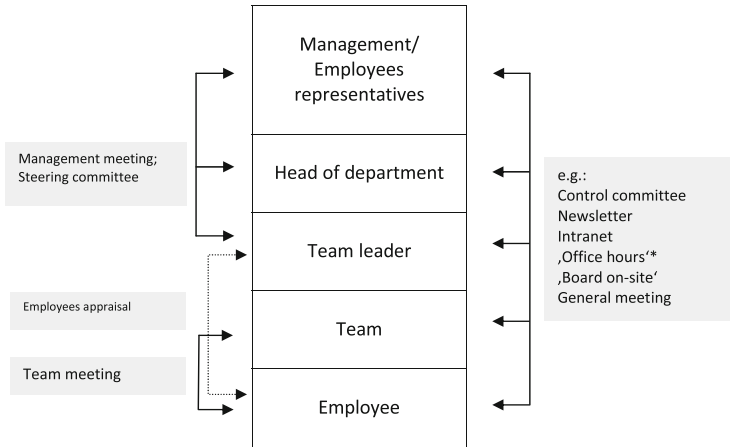 Management/
Employees
representatives
Management meeting;
Steering committee
Head of department
e.g.:
Control committee
Newsletter
Intranet
‚Office hours‘*
‚Board on-site‘
General meeting
Team leader
Employees appraisal
Team
Team meeting
Employee